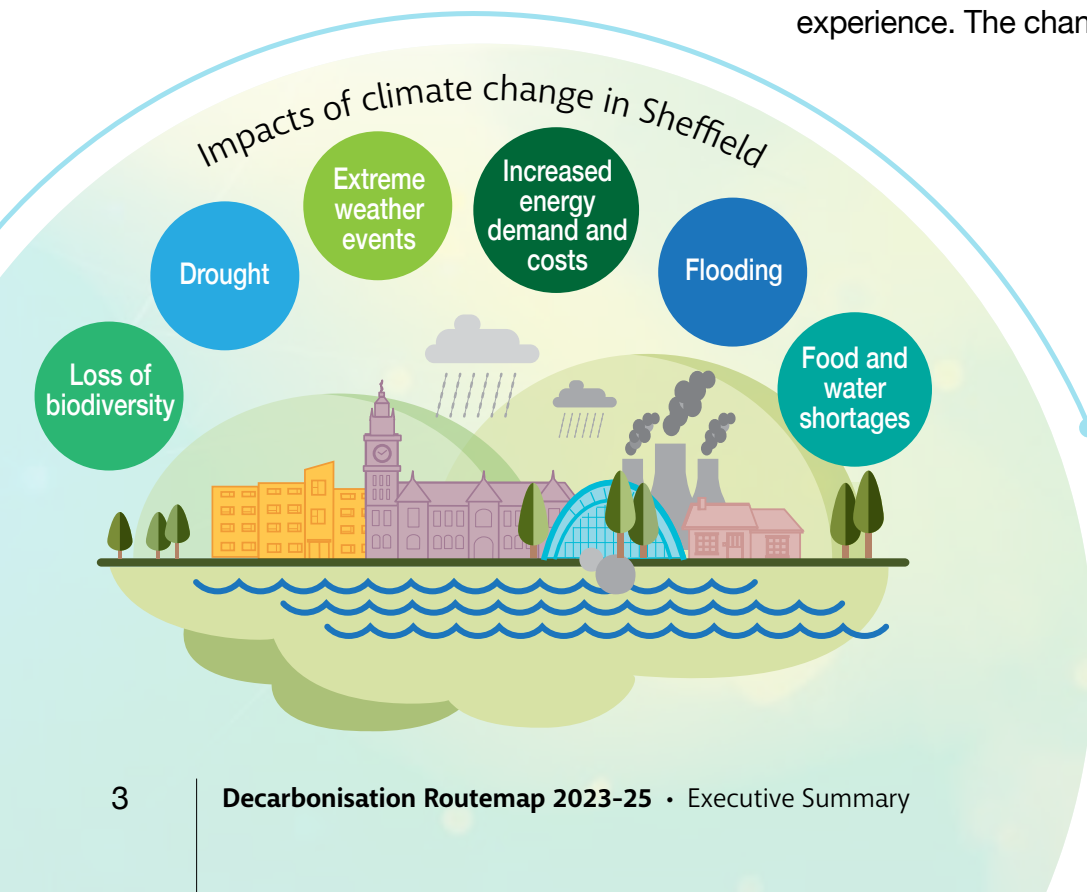 experience. The chan
Impacts of climate change in Sheffield
Extreme
weather
events
Increased
energy
demand and
costs
Drought
Flooding
Loss of
biodiversity
Food and
water
shortages
3
Decarbonisation Routemap 2023-25 • Executive Summary